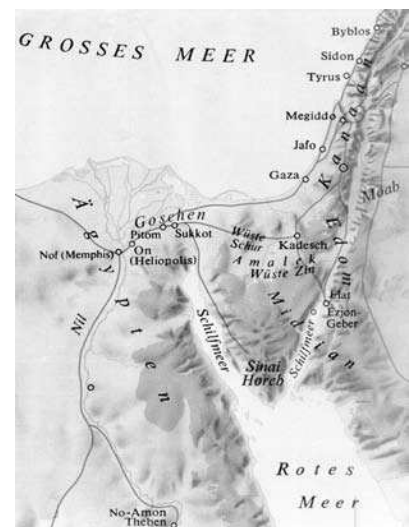 GROSSES MEER
Byblos
Sidon
Tyrus
Megiddo
Kanaan
Jafo
Gaza
Moab
Goschen
Ägypten
Pitom
Sukkot
Wüste
Schur
Kadesch
Edom
On
(Heliopolis)
Nof (Memphis)
Amalek
Wüste Zin
Elat
Ezjon-
Geber
Midian
Nil
Schilfmeer
Schilfmeer
Sinai
Horeb
Rotes
Meer
No-Amon
Theben